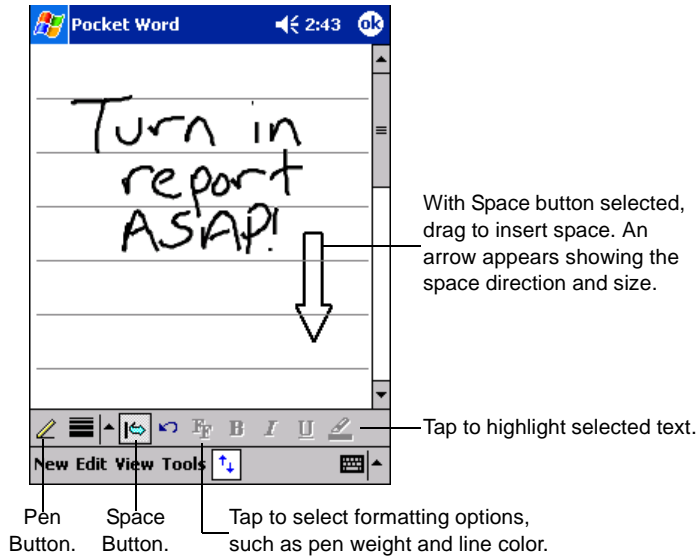 Pocket Word 2:43 ok
Turn in
report
ASAP!
With Space button selected,
drag to insert space. An
arrow appears showing the
space direction and size.
FF B I U
Tap to highlight selected text.
New Edit View Tools
Pen
Button.
Space
Button.
Tap to select formatting options,
such as pen weight and line color.